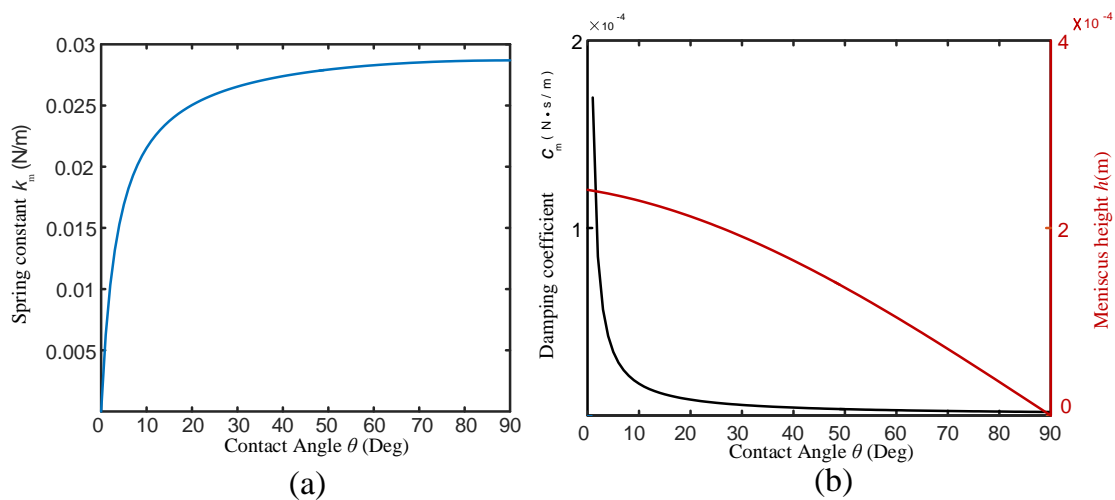 0.03
0.025
0.02
0.015
0.01
0.005
0
Spring constant k_m (N/m)
0 10 20 30 40 50 60 70 80 90
Contact Angle θ (Deg)
(a)
×10⁻⁴
2
1
Damping coefficient c_m (N•s/m)
X10⁻⁴
4
2
0
Meniscus height h(m)
0 10 20 30 40 50 60 70 80 90
Contact Angle θ (Deg)
(b)